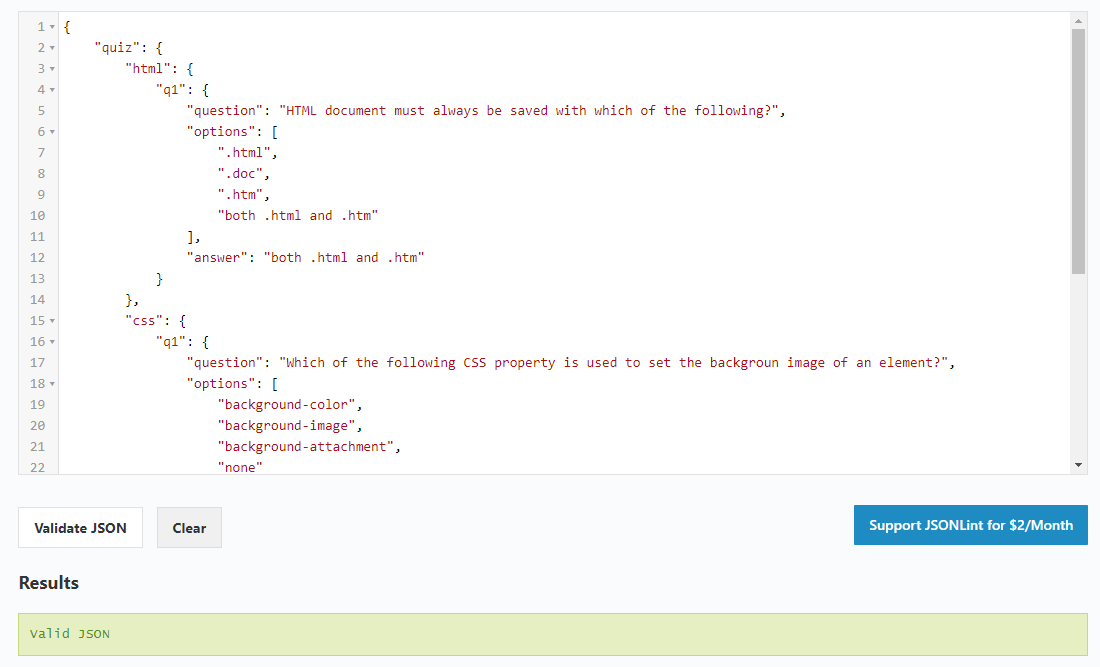 1 {
2 "quiz": {
3 "html": {
4 "q1": {
5 "question": "HTML document must always be saved with which of the following?",
6 "options": [
7 ".html",
8 ".doc",
9 ".htm",
10 "both .html and .htm"
11 ],
12 "answer": "both .html and .htm"
13 }
14 },
15 "css": {
16 "q1": {
17 "question": "Which of the following CSS property is used to set the backgroun image of an element?",
18 "options": [
19 "background-color",
20 "background-image",
21 "background-attachment",
22 "none"
Validate JSON Clear Support JSONLint for $2/Month
Results
Valid JSON